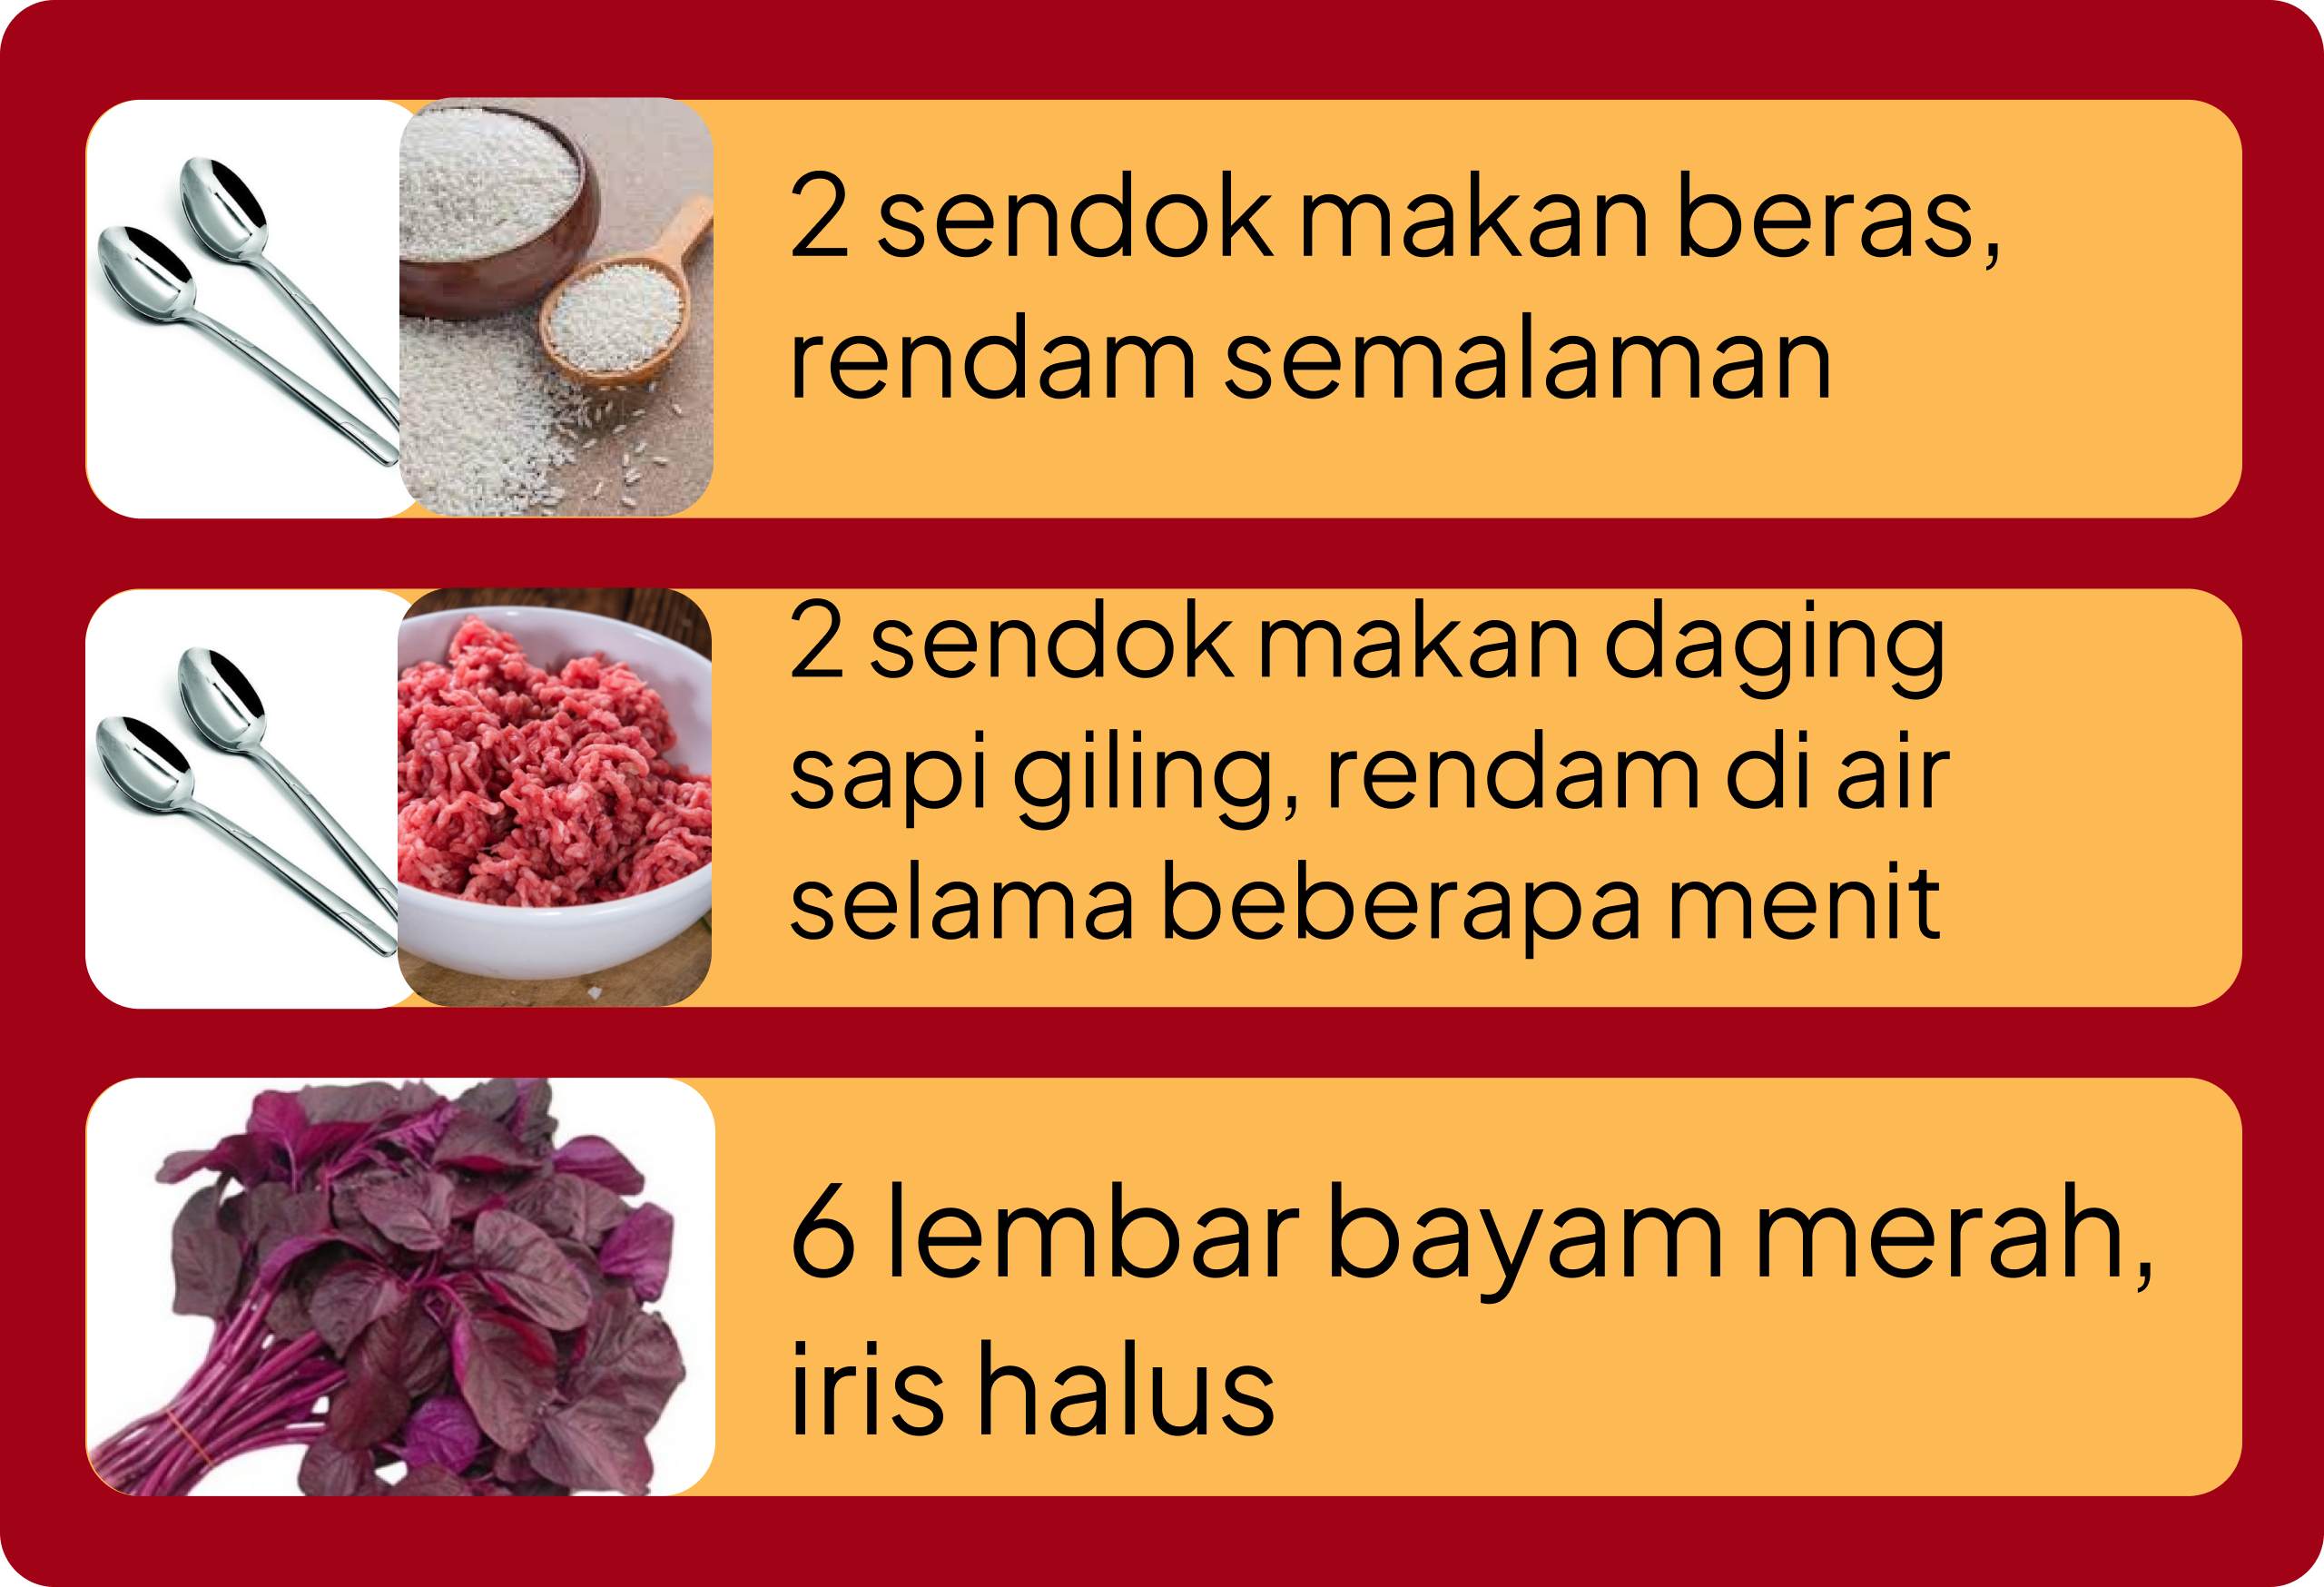 2 sendok makan beras,
rendam semalaman
2 sendok makan daging
sapi giling, rendam di air
selama beberapa menit
6 lembar bayam merah,
iris halus